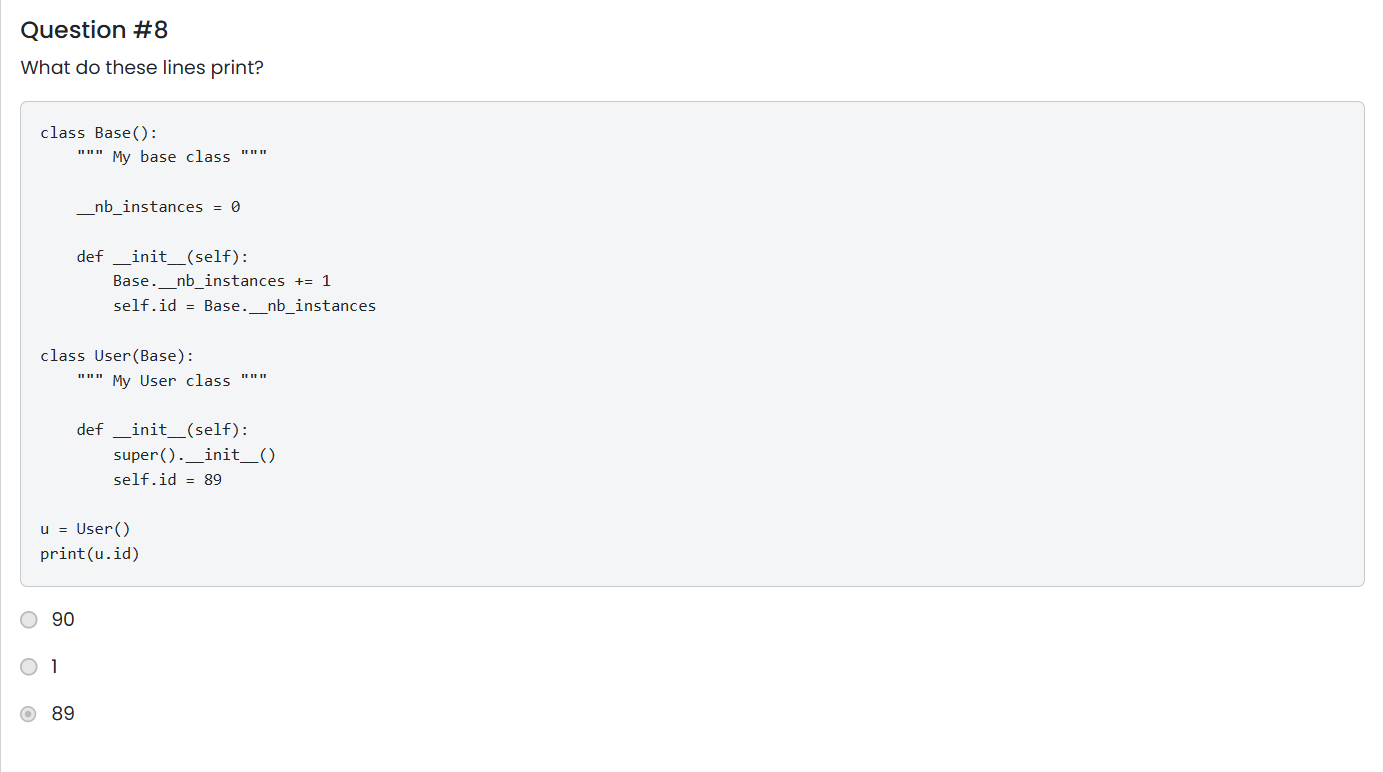 Question #8
What do these lines print?
class Base():
    """ My base class """
    __nb_instances = 0
    def __init__(self):
        Base.__nb_instances += 1
        self.id = Base.__nb_instances
class User(Base):
    """ My User class """
    def __init__(self):
        super().__init__()
        self.id = 89
u = User()
print(u.id)
90
1
89